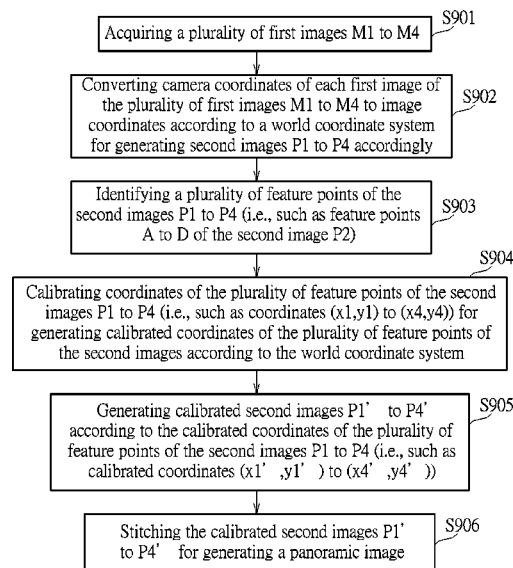 S901
Acquiring a plurality of first images M1 to M4
S902
Converting camera coordinates of each first image of
the plurality of first images M1 to M4 to image
coordinates according to a world coordinate system
for generating second images P1 to P4 accordingly
S903
Identifying a plurality of feature points of the
second images P1 to P4 (i.e., such as feature points
A to D of the second image P2)
S904
Calibrating coordinates of the plurality of feature points of the second
images P1 to P4 (i.e., such as coordinates (x1,y1) to (x4,y4)) for
generating calibrated coordinates of the plurality of feature points of
the second images according to the world coordinate system
S905
Generating calibrated second images P1' to P4'
according to the calibrated coordinates of the plurality of
feature points of the second images P1 to P4 (i.e., such as
calibrated coordinates (x1' ,y1' ) to (x4' ,y4' ))
S906
Stitching the calibrated second images P1'
to P4' for generating a panoramic image